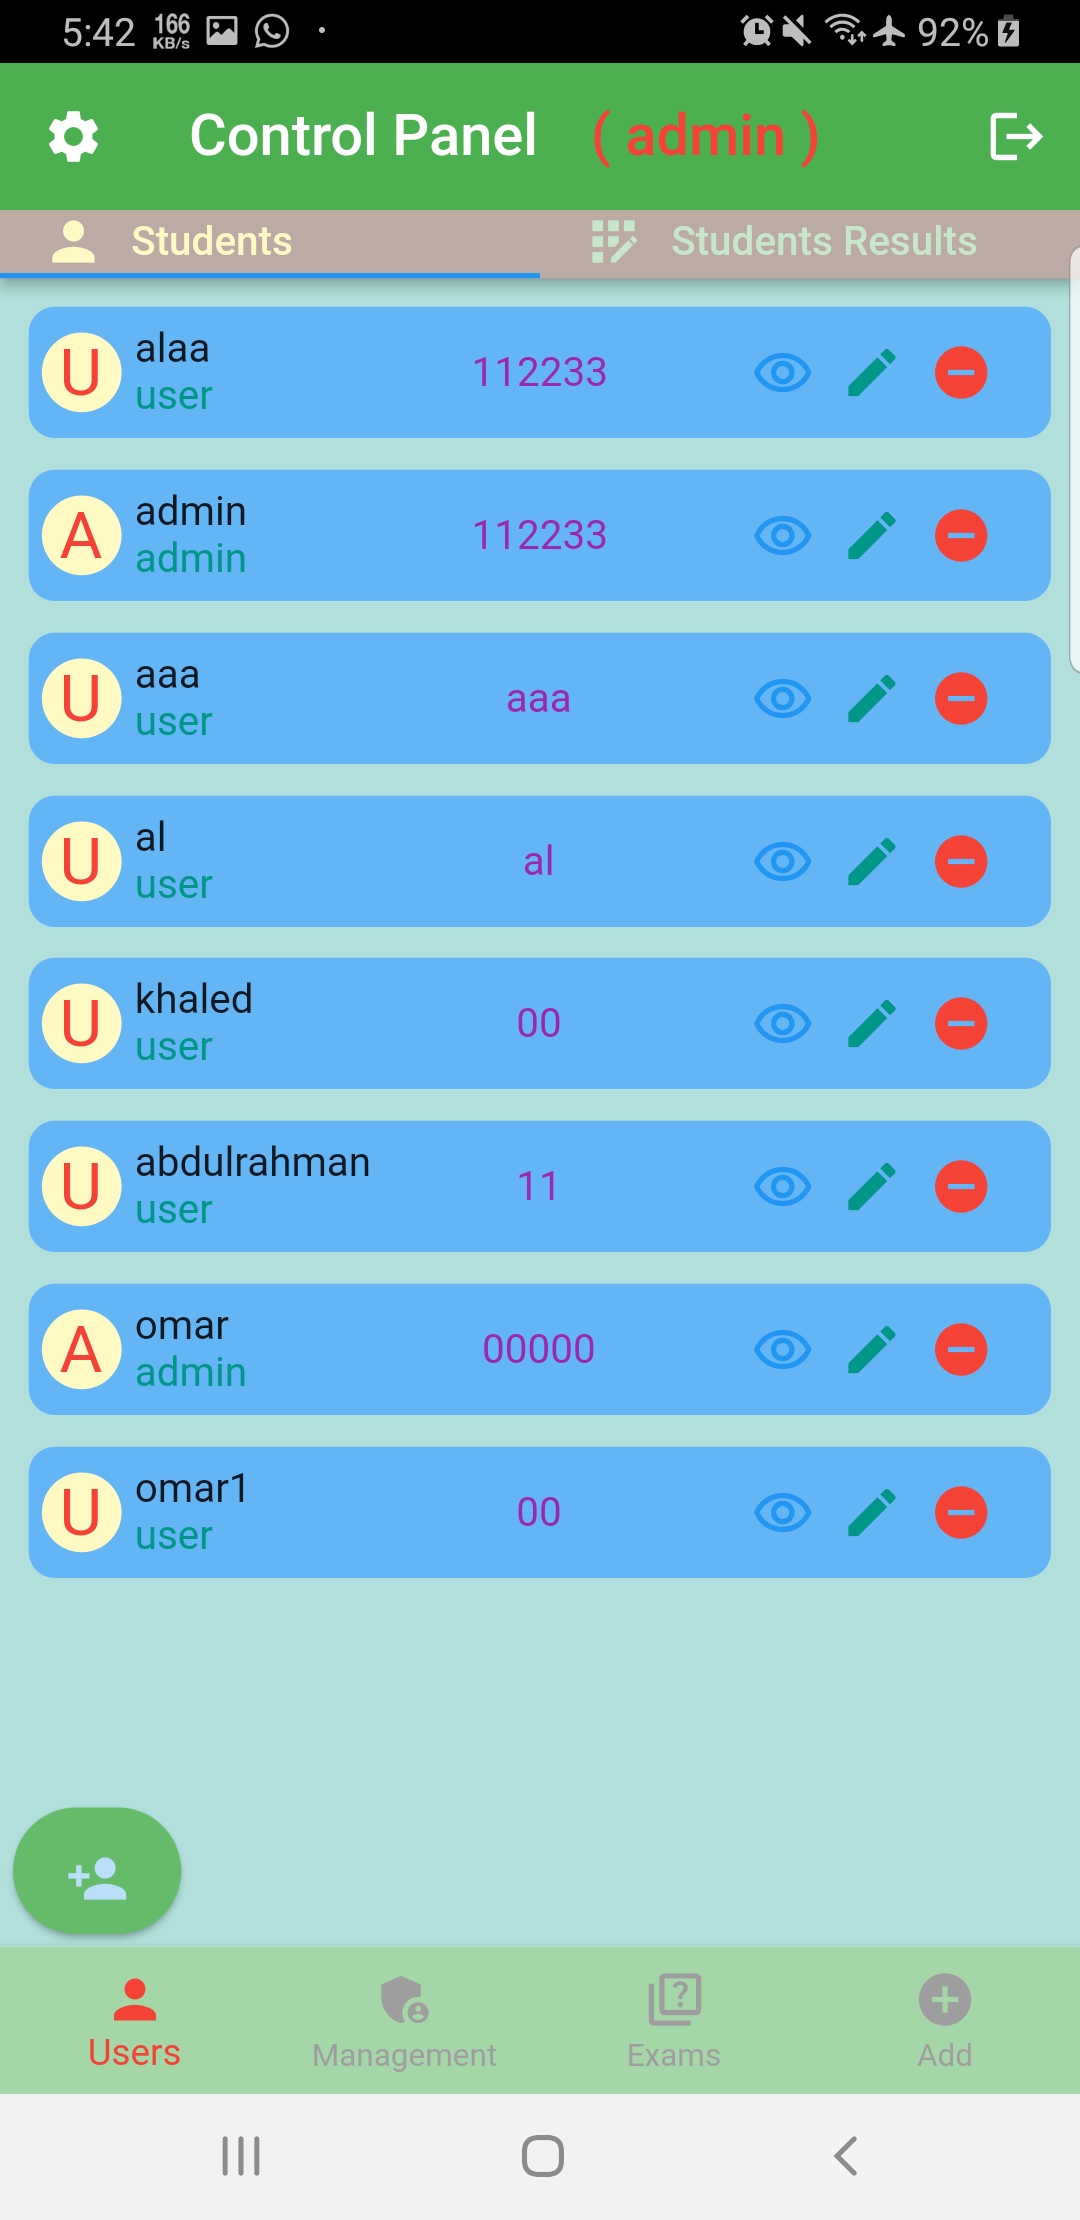 5:42 166 KB/s 92%
Control Panel ( admin )
Students Students Results
U alaa 112233
user
A admin 112233
admin
U aaa aaa
user
U al al
user
U khaled 00
user
U abdulrahman 11
user
A omar 00000
admin
U omar1 00
user
Users Management Exams Add